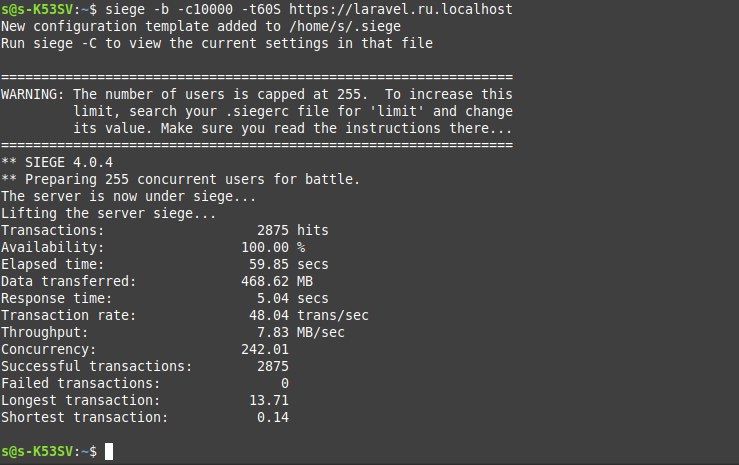 s@s-K53SV:~$ siege -b -c10000 -t60S https://laravel.ru.localhost
New configuration template added to /home/s/.siege
Run siege -C to view the current settings in that file
================================================================
WARNING: The number of users is capped at 255.  To increase this
         limit, search your .siegerc file for 'limit' and change
         its value. Make sure you read the instructions there...
================================================================
** SIEGE 4.0.4
** Preparing 255 concurrent users for battle.
The server is now under siege...
Lifting the server siege...
Transactions:                   2875 hits
Availability:                 100.00 %
Elapsed time:                  59.85 secs
Data transferred:             468.62 MB
Response time:                  5.04 secs
Transaction rate:              48.04 trans/sec
Throughput:                     7.83 MB/sec
Concurrency:                  242.01
Successful transactions:        2875
Failed transactions:               0
Longest transaction:           13.71
Shortest transaction:           0.14
s@s-K53SV:~$